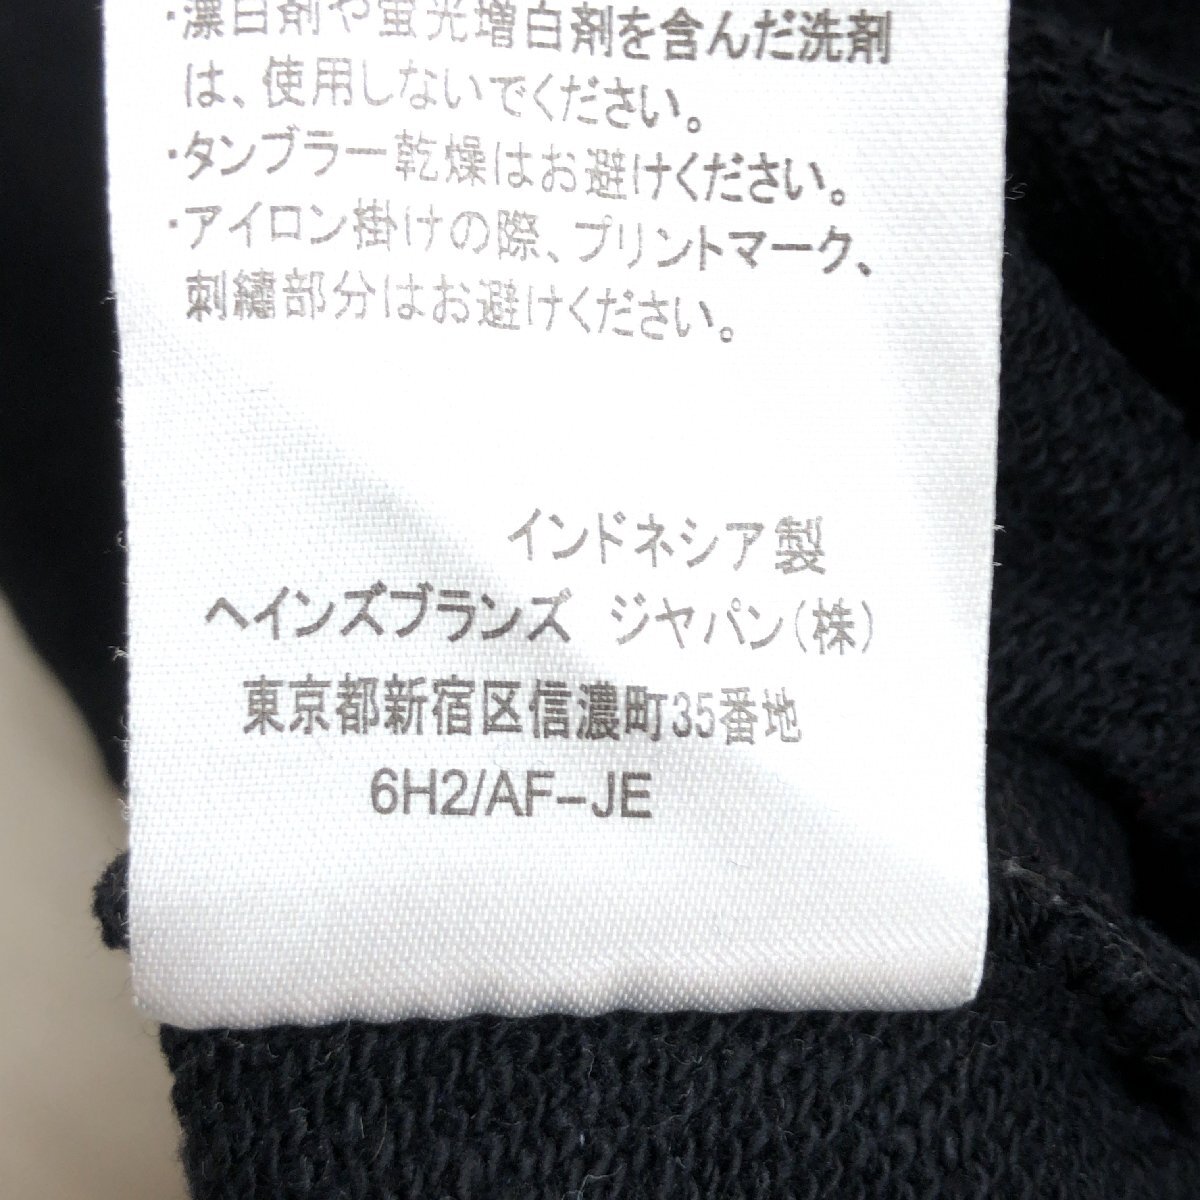 ・漂白剤や蛍光増白剤を含んだ洗剤
は、使用しないでください。
・タンブラー乾燥はお避けください。
・アイロン掛けの際、プリントマーク、
刺繍部分はお避けください。
インドネシア製
ヘインズブランズ ジャパン(株)
東京都新宿区信濃町35番地
6H2/AF-JE